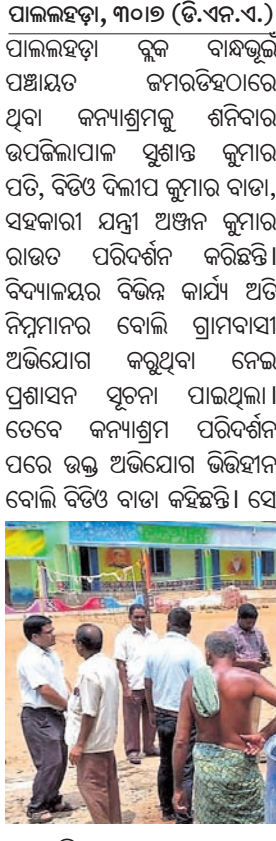 ପାଲଲହଡ଼ା, ୩୦।୭ (ଡି.ଏନ.ଏ.)
ପାଲଲହଡ଼ା ବ୍ଲକ ବାନ୍ଧଭୂଇଁ
ପଞ୍ଚାୟତ ଜମରଡିହଠାରେ
ଥିବା କନ୍ୟାଶ୍ରମକୁ ଶନିବାର
ଉପଜିଲାପାଳ ସୁଶାନ୍ତ କୁମାର
ପତି, ବିଡିଓ ଦିଲୀପ କୁମାର ବାଡା,
ସହକାରୀ ଯନ୍ତ୍ରୀ ଅଞ୍ଜନ କୁମାର
ରାଉତ ପରିଦର୍ଶନ କରିଛନ୍ତି।
ବିଦ୍ୟାଳୟର ବିଭିନ୍ନ କାର୍ଯ୍ୟ ଅତି
ନିମ୍ନମାନର ବୋଲି ଗ୍ରାମବାସୀ
ଅଭିଯୋଗ କରୁଥିବା ନେଇ
ପ୍ରଶାସନ ସୂଚନା ପାଇଥିଲା।
ତେବେ କନ୍ୟାଶ୍ରମ ପରିଦର୍ଶନ
ପରେ ଉକ୍ତ ଅଭିଯୋଗ ଭିତ୍ତିହୀନ
ବୋଲି ବିଡିଓ ବାଡା କହିଛନ୍ତି। ସେ